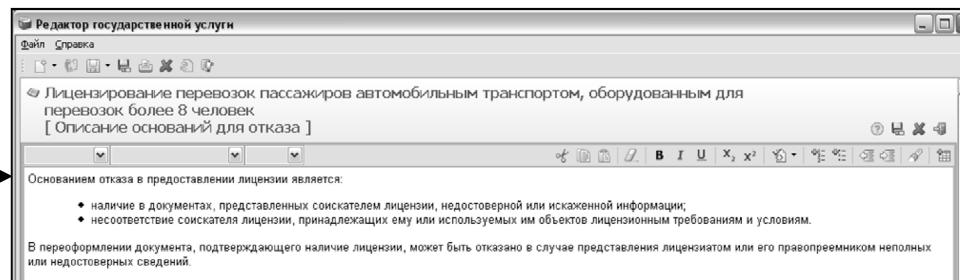 Редактор государственной услуги
Файл Справка
Лицензирование перевозок пассажиров автомобильным транспортом, оборудованным для
перевозок более 8 человек
[ Описание оснований для отказа ]
B I U X₂ X²
Основанием отказа в предоставлении лицензии является:
• наличие в документах, представленных соискателем лицензии, недостоверной или искаженной информации;
• несоответствие соискателя лицензии, принадлежащих ему или используемых им объектов лицензионным требованиям и условиям.
В переоформлении документа, подтверждающего наличие лицензии, может быть отказано в случае представления лицензиатом или его правопреемником неполных
или недостоверных сведений.